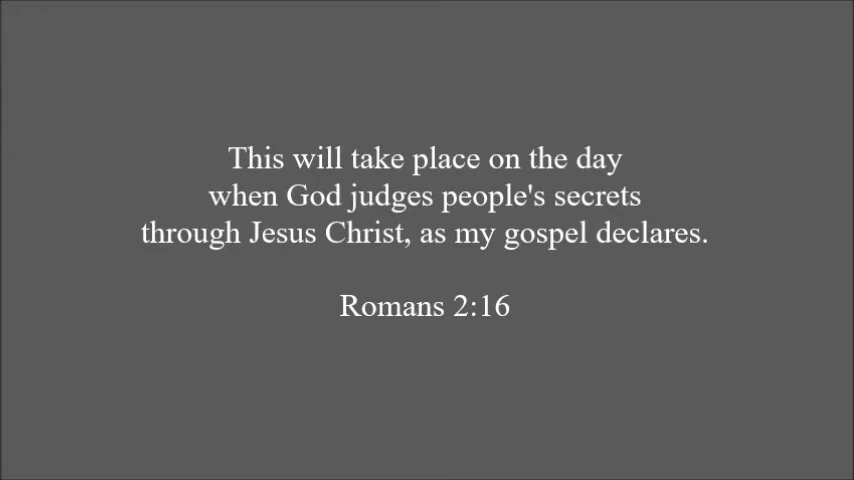 This will take place on the day
when God judges people's secrets
through Jesus Christ, as my gospel declares.
Romans 2:16